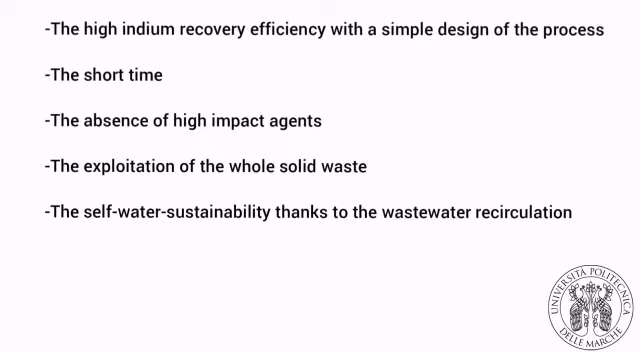 -The high indium recovery efficiency with a simple design of the process
-The short time
-The absence of high impact agents
-The exploitation of the whole solid waste
-The self-water-sustainability thanks to the wastewater recirculation
UNIVERSITÀ POLITECNICA
DELLE MARCHE